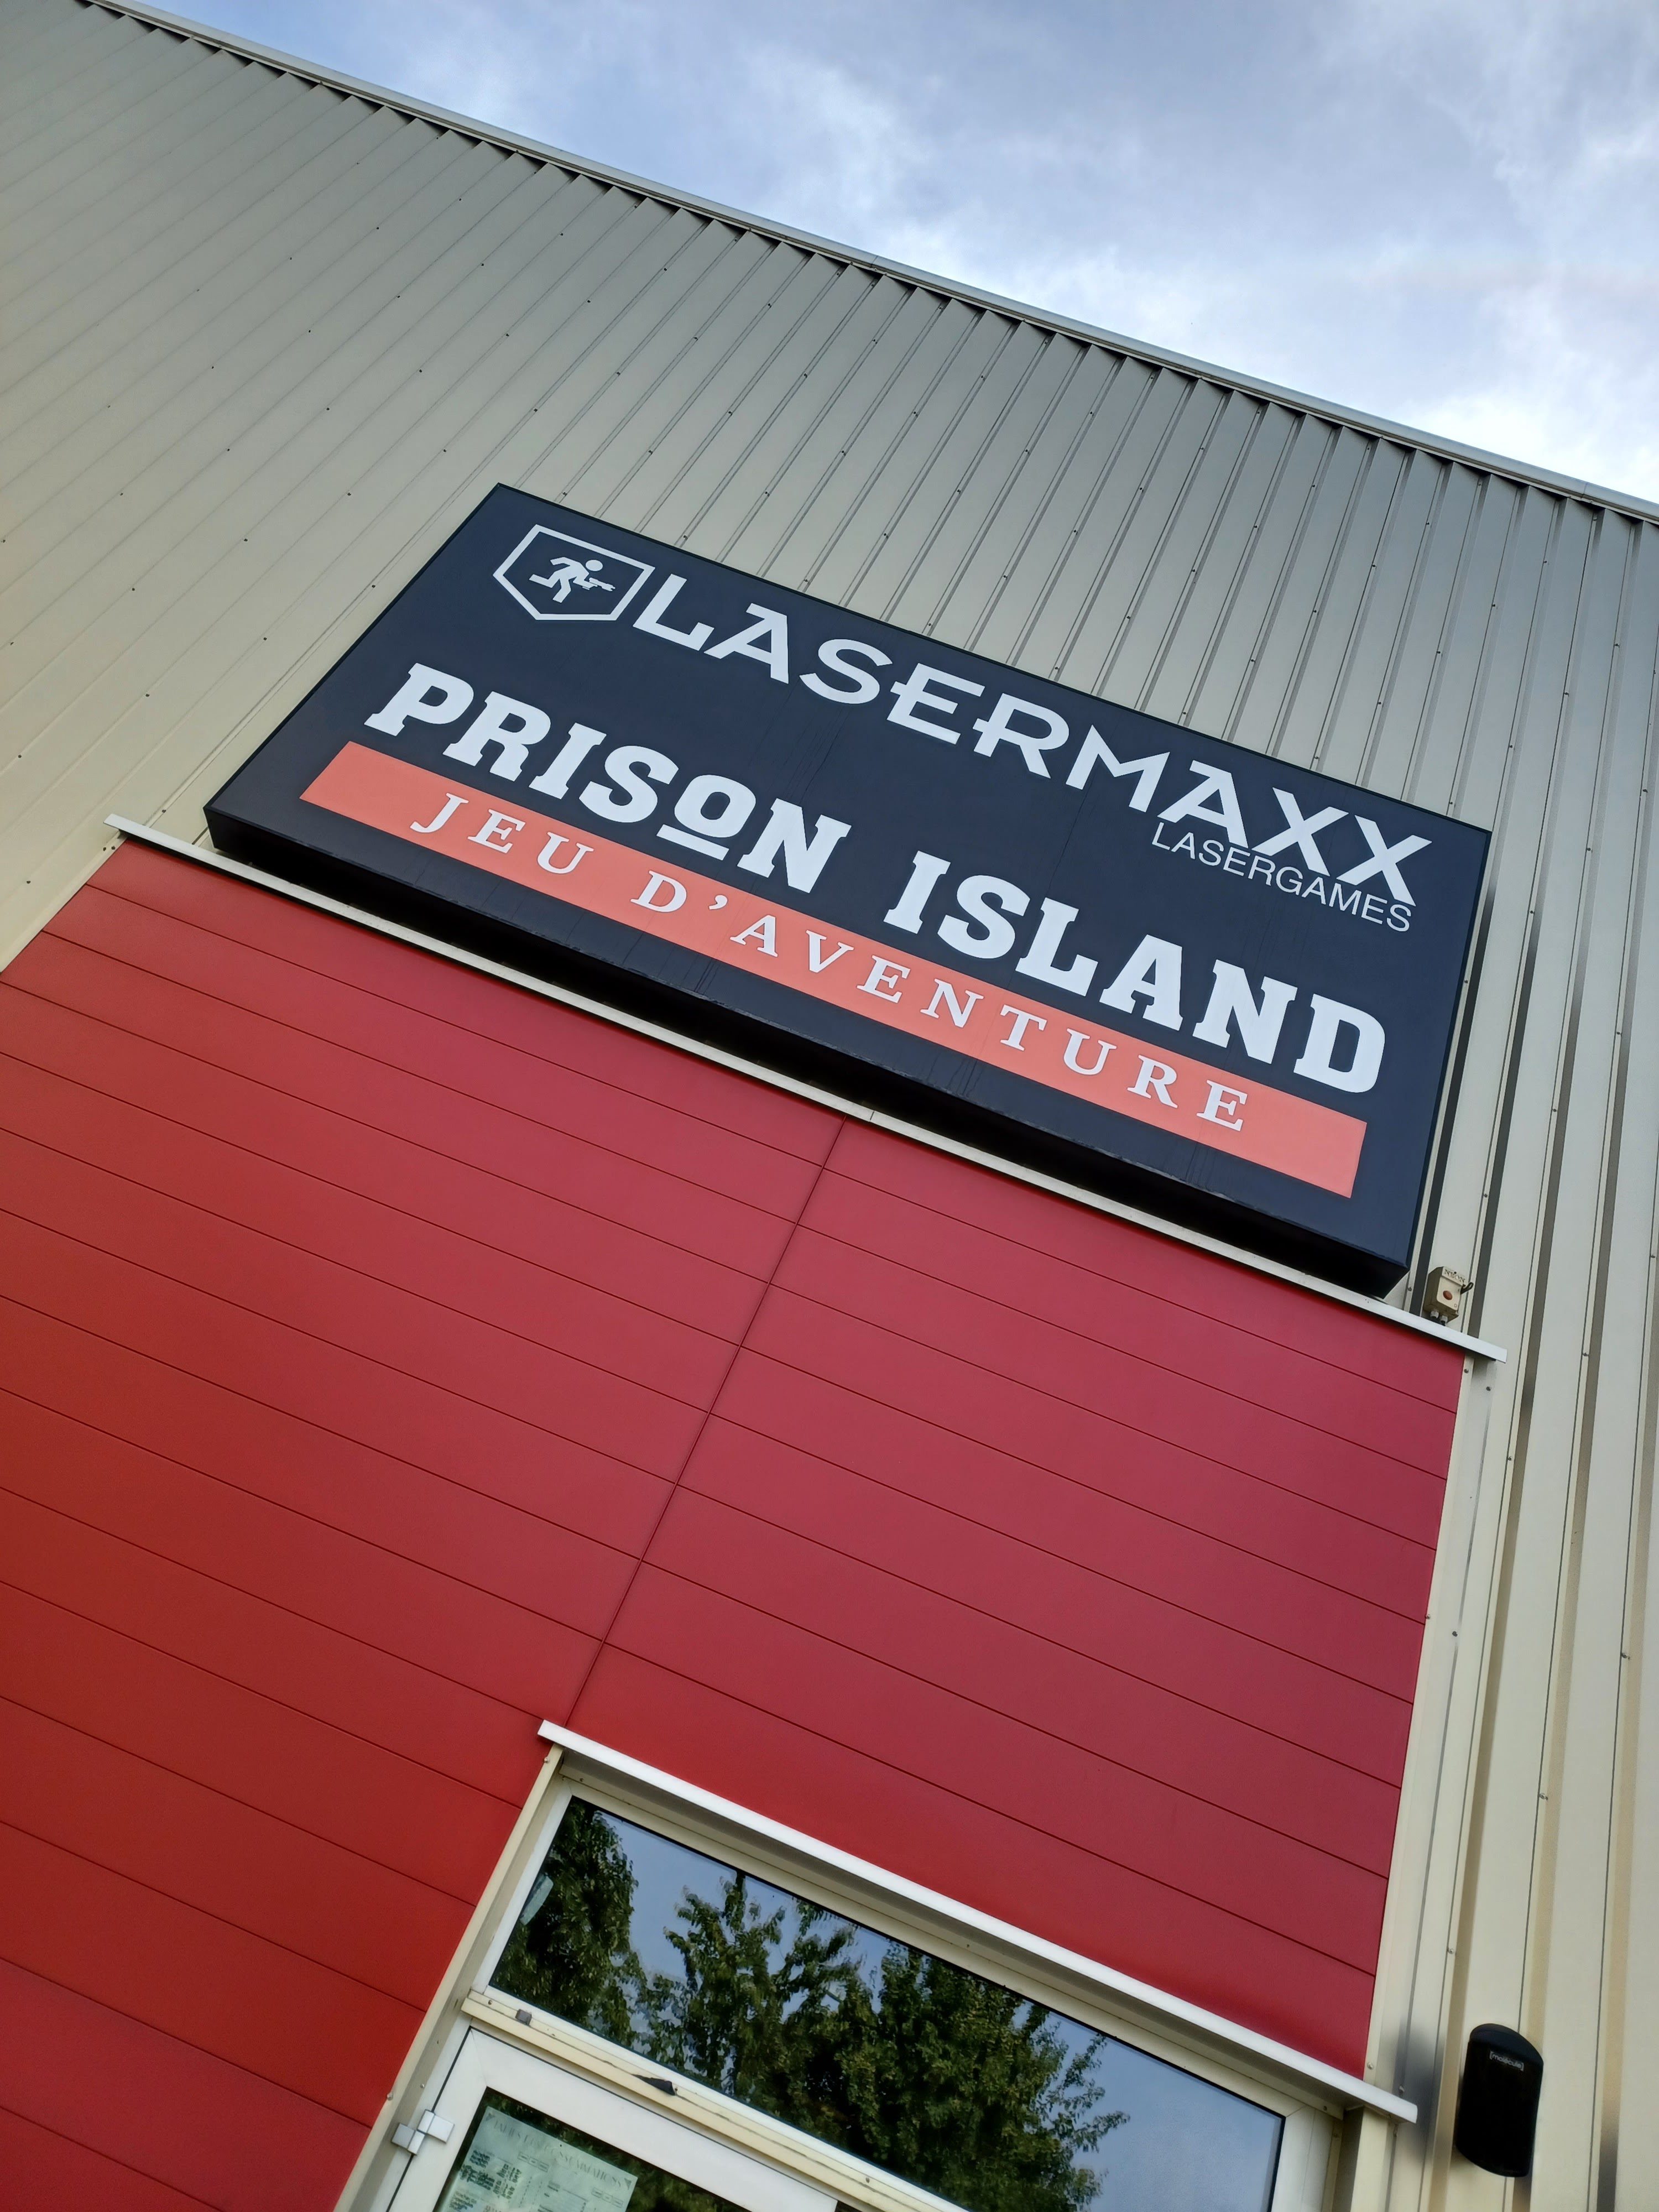 LASERMAXX
LASERGAMES
PRISON ISLAND
JEU D'AVENTURE